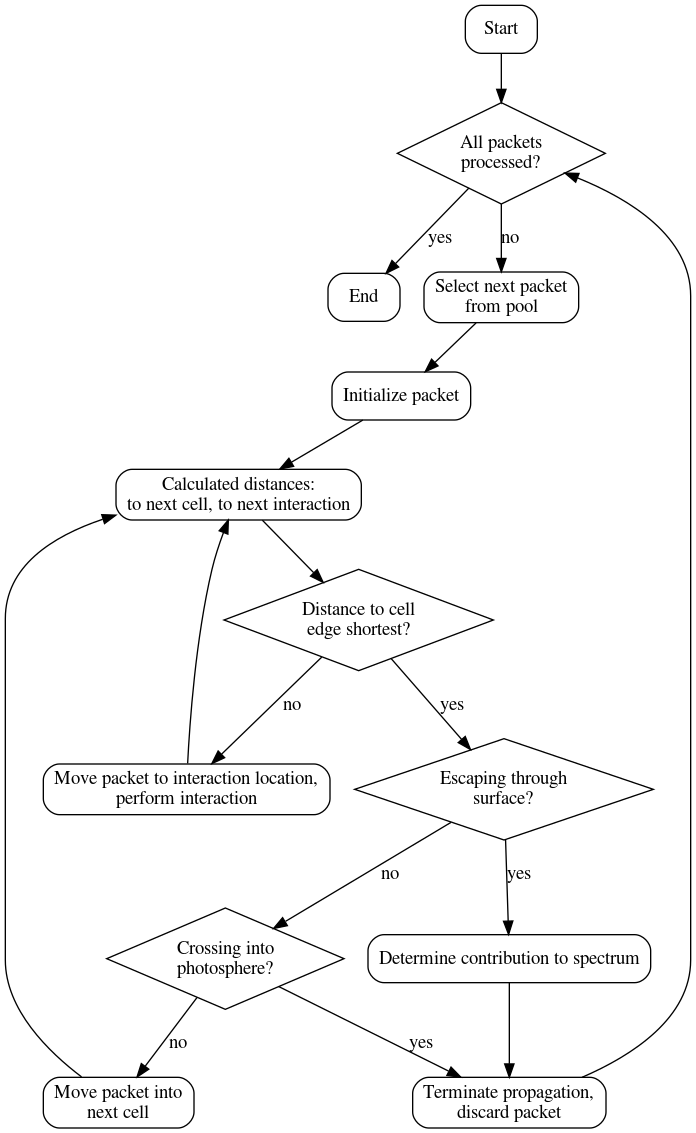 Start
All packets
processed?
yes
no
End
Select next packet
from pool
Initialize packet
Calculated distances:
to next cell, to next interaction
Distance to cell
edge shortest?
no
yes
Move packet to interaction location,
perform interaction
Escaping through
surface?
no
yes
Crossing into
photosphere?
Determine contribution to spectrum
no
yes
Move packet into
next cell
Terminate propagation,
discard packet